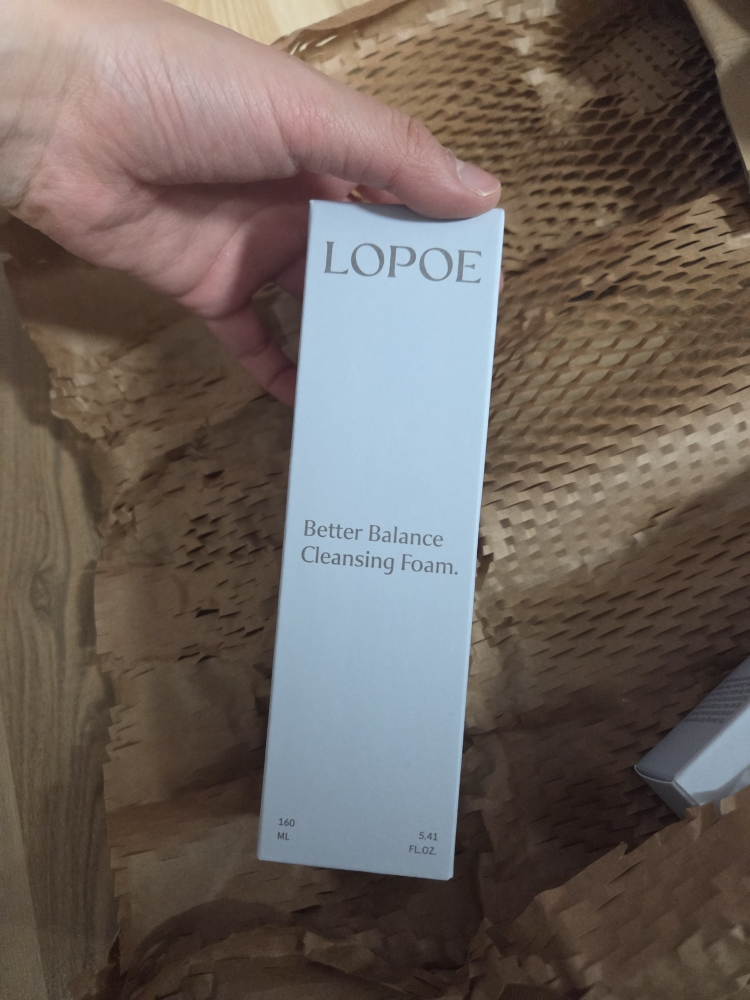 LOPOE
Better Balance
Cleansing Foam.
160
ML
5.41
FL.OZ.